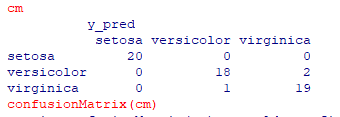 cm
y_pred
setosa versicolor virginica
setosa 20 0 0
versicolor 0 18 2
virginica 0 1 19
confusionMatrix(cm)